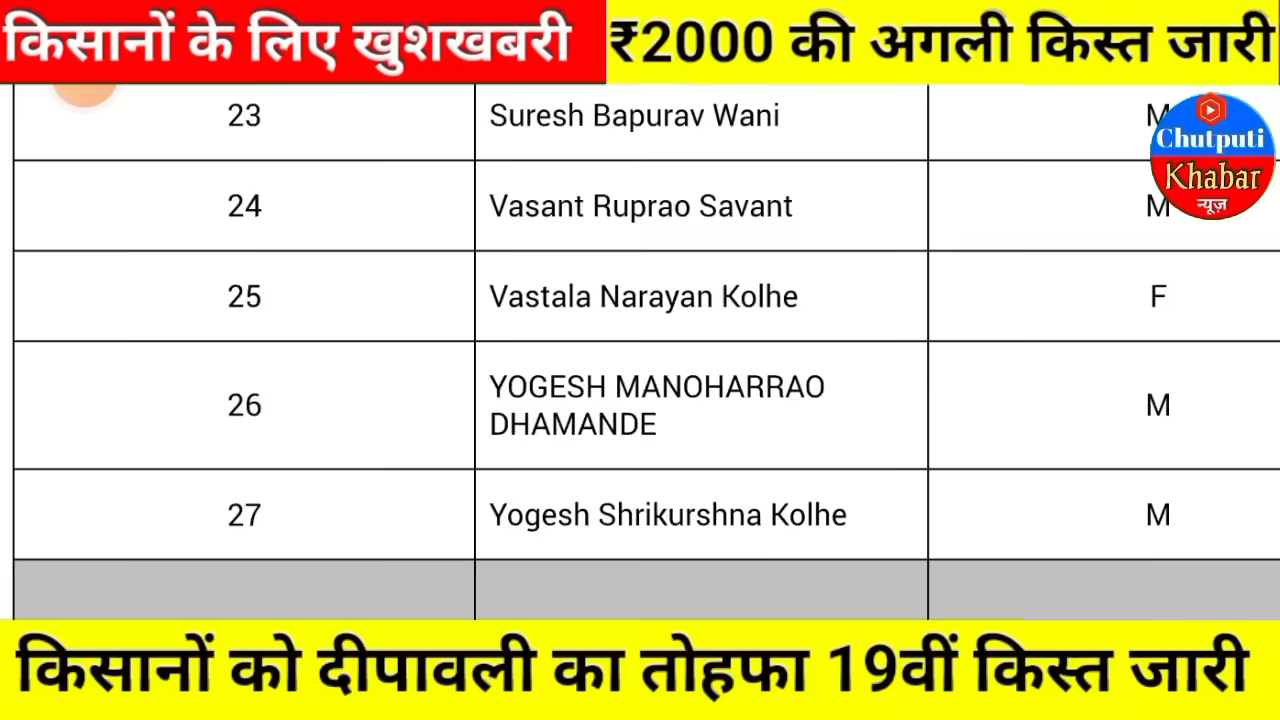 किसानों के लिए खुशखबरी ₹2000 की अगली किस्त जारी
23 Suresh Bapurav Wani M
Chutputi
Khabar
न्यूज़
24 Vasant Ruprao Savant M
25 Vastala Narayan Kolhe F
26 YOGESH MANOHARRAO
DHAMANDE M
27 Yogesh Shrikurshna Kolhe M
किसानों को दीपावली का तोहफा 19वीं किस्त जारी